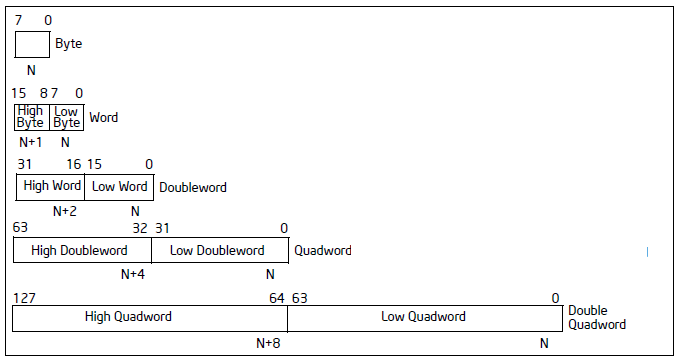 7 0
Byte
N
15 8 7 0
High Byte Low Byte Word
N+1 N
31 16 15 0
High Word Low Word Doubleword
N+2 N
63 32 31 0
High Doubleword Low Doubleword Quadword
N+4 N
127 64 63 0
High Quadword Low Quadword Double Quadword
N+8 N